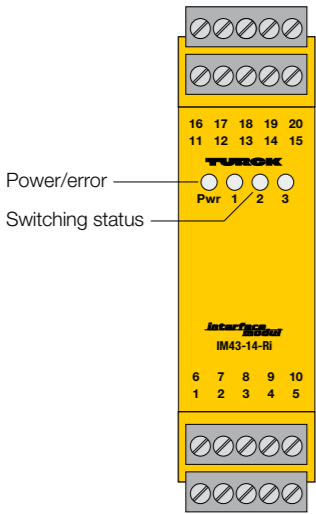 16 17 18 19 20
11 12 13 14 15
TURCK
Power/error
Pwr 1 2 3
Switching status
interface
modul
IM43-14-Ri
6 7 8 9 10
1 2 3 4 5